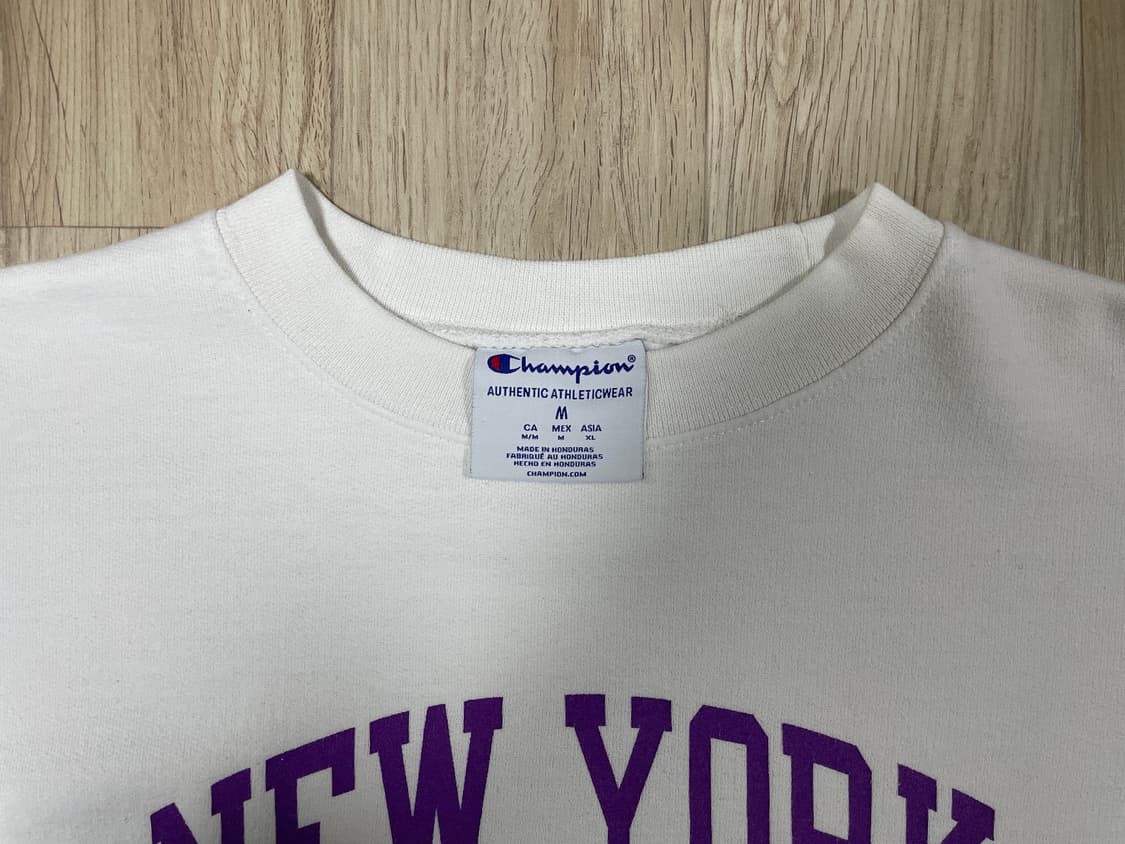 Champion®
AUTHENTIC ATHLETICWEAR
M
CA MEX ASIA
M/M M XL
MADE IN HONDURAS
FABRIQUÉ AU HONDURAS
HECHO EN HONDURAS
CHAMPION.COM
NEW YORK